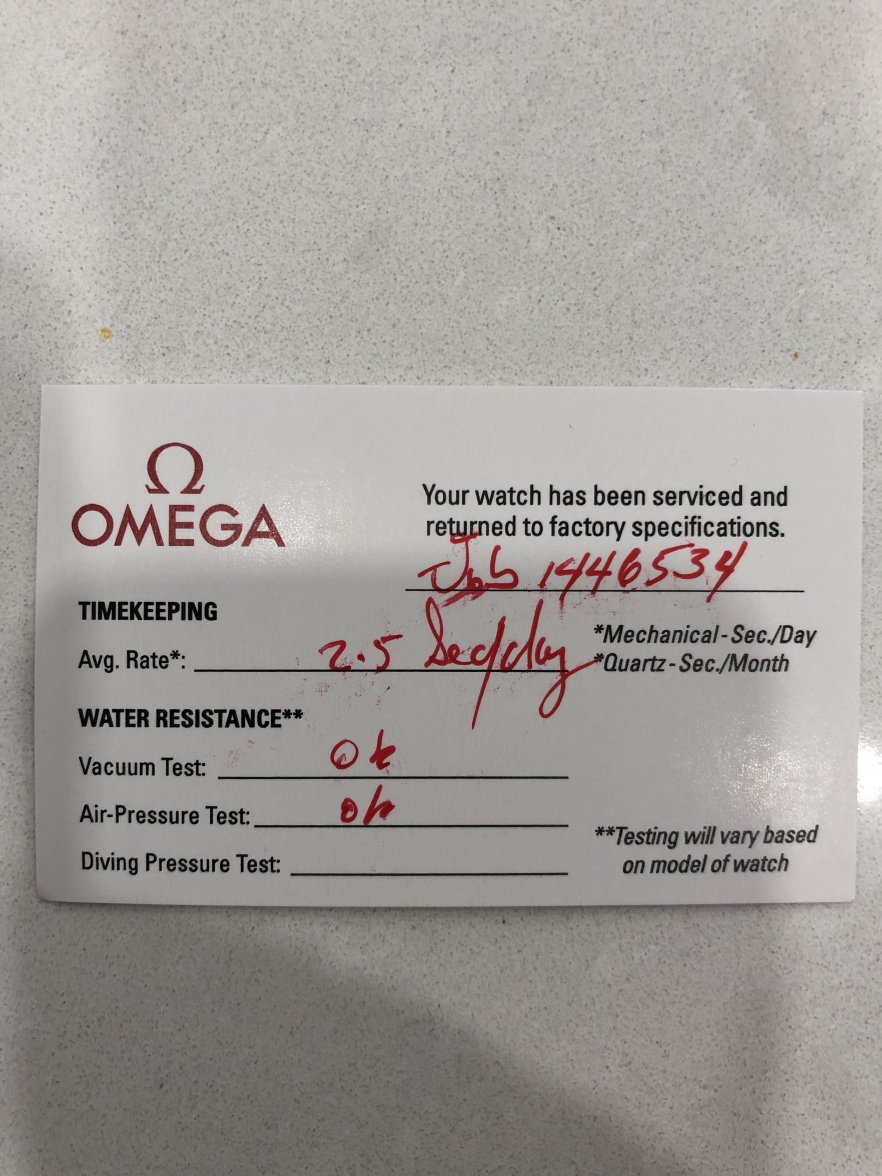 Ω
OMEGA
Your watch has been serviced and
returned to factory specifications.
Job 1446534
TIMEKEEPING
Avg. Rate*: 2.5 Sec/day
*Mechanical - Sec./Day
*Quartz - Sec./Month
WATER RESISTANCE**
Vacuum Test: Ok
Air-Pressure Test: Ok
Diving Pressure Test:
**Testing will vary based
on model of watch